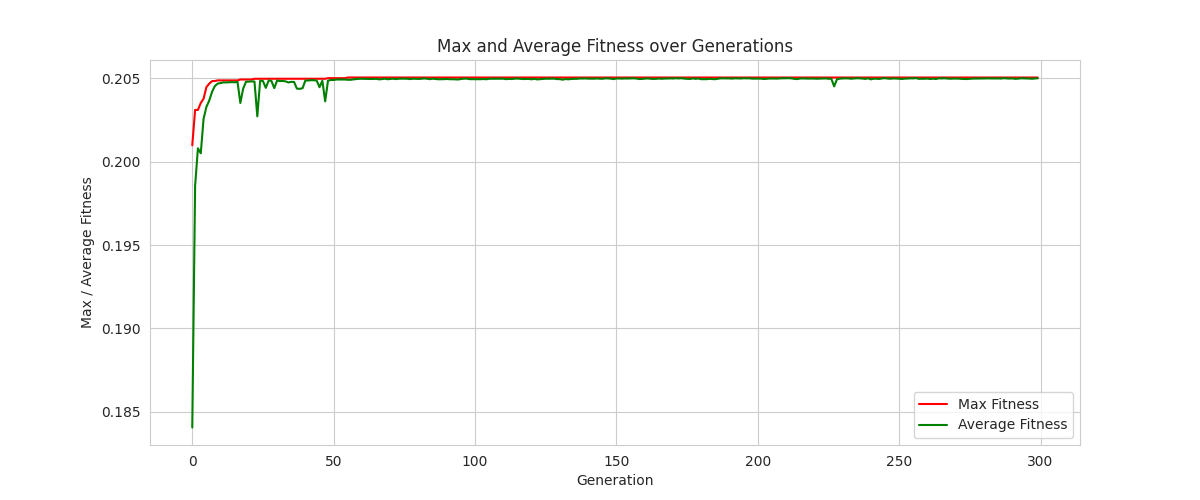 Max and Average Fitness over Generations
Max / Average Fitness
0.205
0.200
0.195
0.190
0.185
0
50
100
150
200
250
300
Generation
Max Fitness
Average Fitness